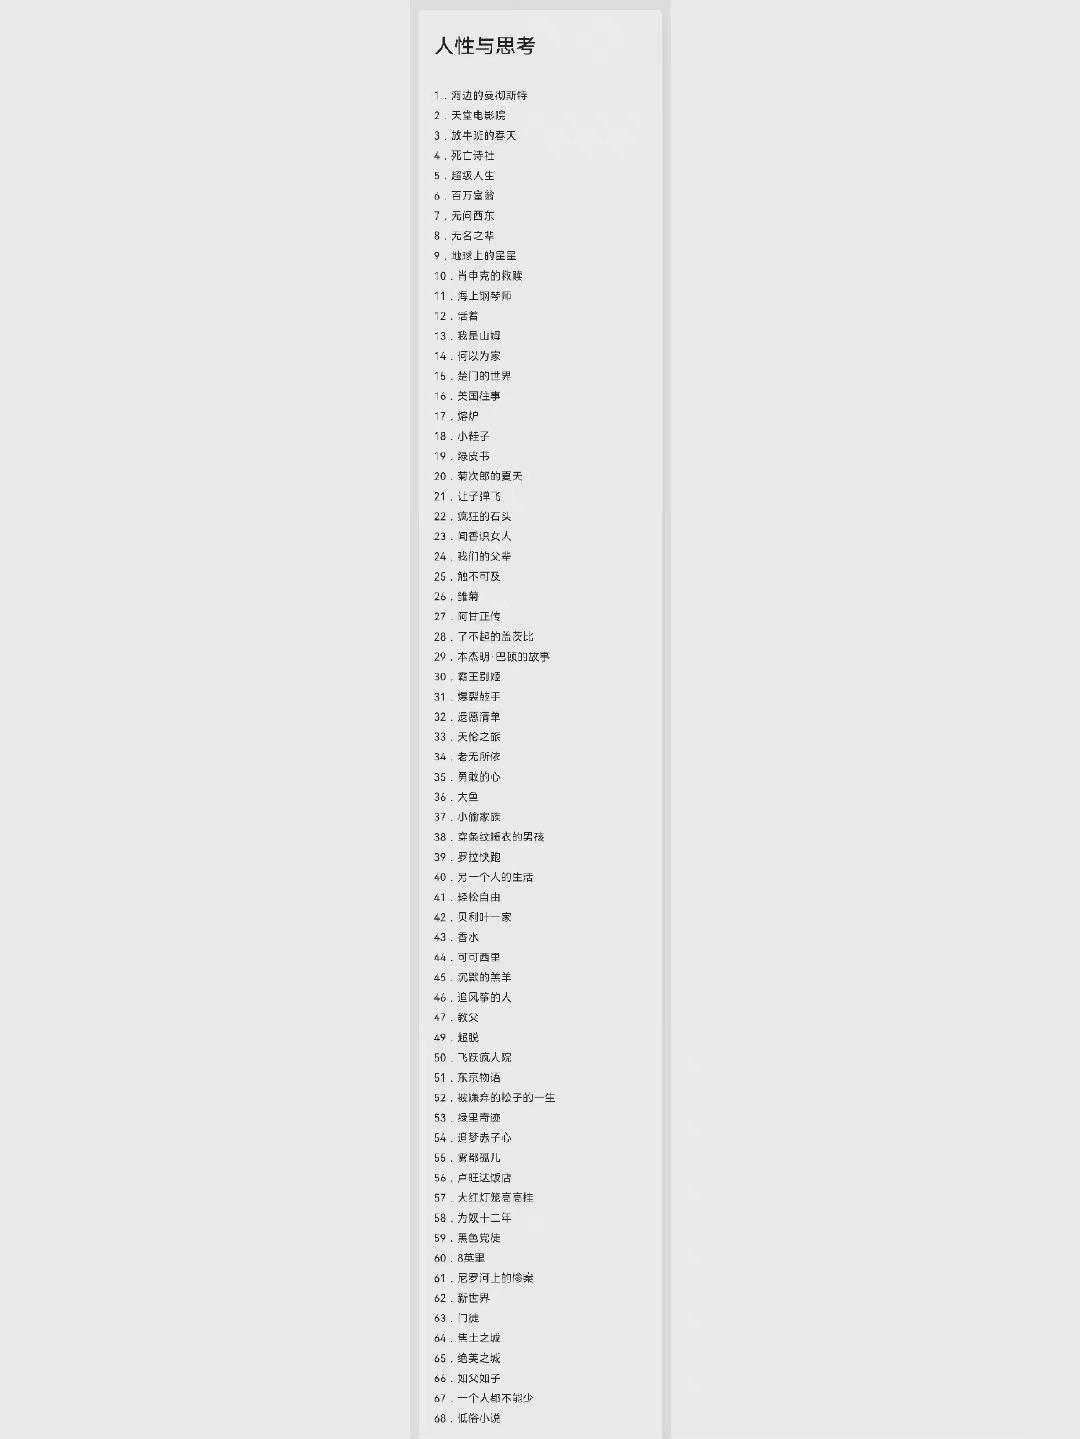 人性与思考
1．海边的曼彻斯特
2．天堂电影院
3．放牛班的春天
4．死亡诗社
5．超级人生
6．百万富翁
7．无问西东
8．无名之辈
9．地球上的星星
10．肖申克的救赎
11．海上钢琴师
12．活着
13．我是山姆
14．何以为家
15．楚门的世界
16．美国往事
17．熔炉
18．小鞋子
19．绿皮书
20．菊次郎的夏天
21．让子弹飞
22．疯狂的石头
23．闻香识女人
24．我们的父辈
25．触不可及
26．雏菊
27．阿甘正传
28．了不起的盖茨比
29．本杰明·巴顿的故事
30．霸王别姬
31．爆裂鼓手
32．遗愿清单
33．天伦之旅
34．老无所依
35．勇敢的心
36．大鱼
37．小偷家族
38．穿条纹睡衣的男孩
39．罗拉快跑
40．另一个人的生活
41．轻松自由
42．贝利叶一家
43．香水
44．可可西里
45．沉默的羔羊
46．追风筝的人
47．教父
49．超脱
50．飞跃疯人院
51．东京物语
52．被嫌弃的松子的一生
53．绿里奇迹
54．追梦赤子心
55．雾都孤儿
56．卢旺达饭店
57．大红灯笼高高挂
58．为奴十二年
59．黑色党徒
60．8英里
61．尼罗河上的惨案
62．新世界
63．门徒
64．焦土之城
65．绝美之城
66．如父如子
67．一个人都不能少
68．低俗小说